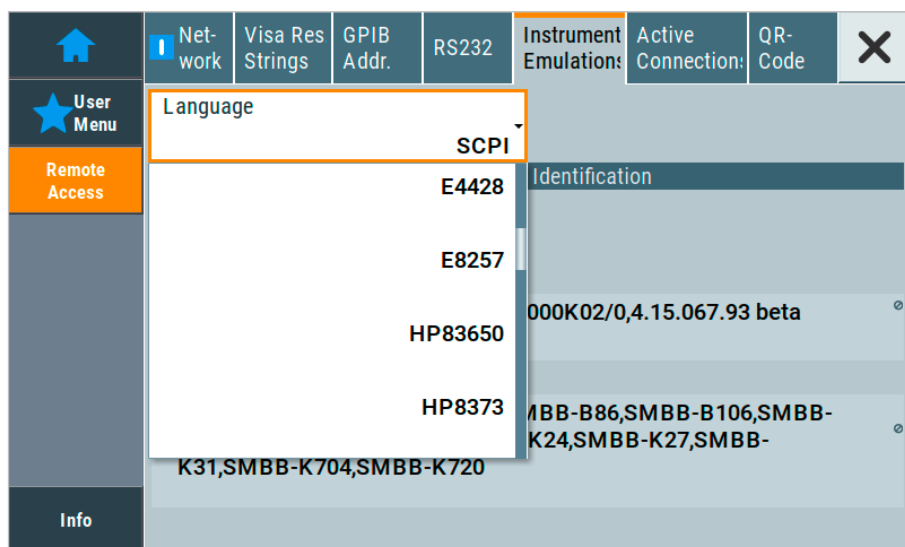 Net-
work
Visa Res
Strings
GPIB
Addr.
RS232
Instrument
Emulations
Active
Connection:
QR-
Code
User
Menu
Remote
Access
Info
Language
SCPI
E4428
E8257
HP83650
HP8373
Identification
000K02/0,4.15.067.93 beta
MBB-B86,SMBB-B106,SMBB-
K24,SMBB-K27,SMBB-
K31,SMBB-K704,SMBB-K720